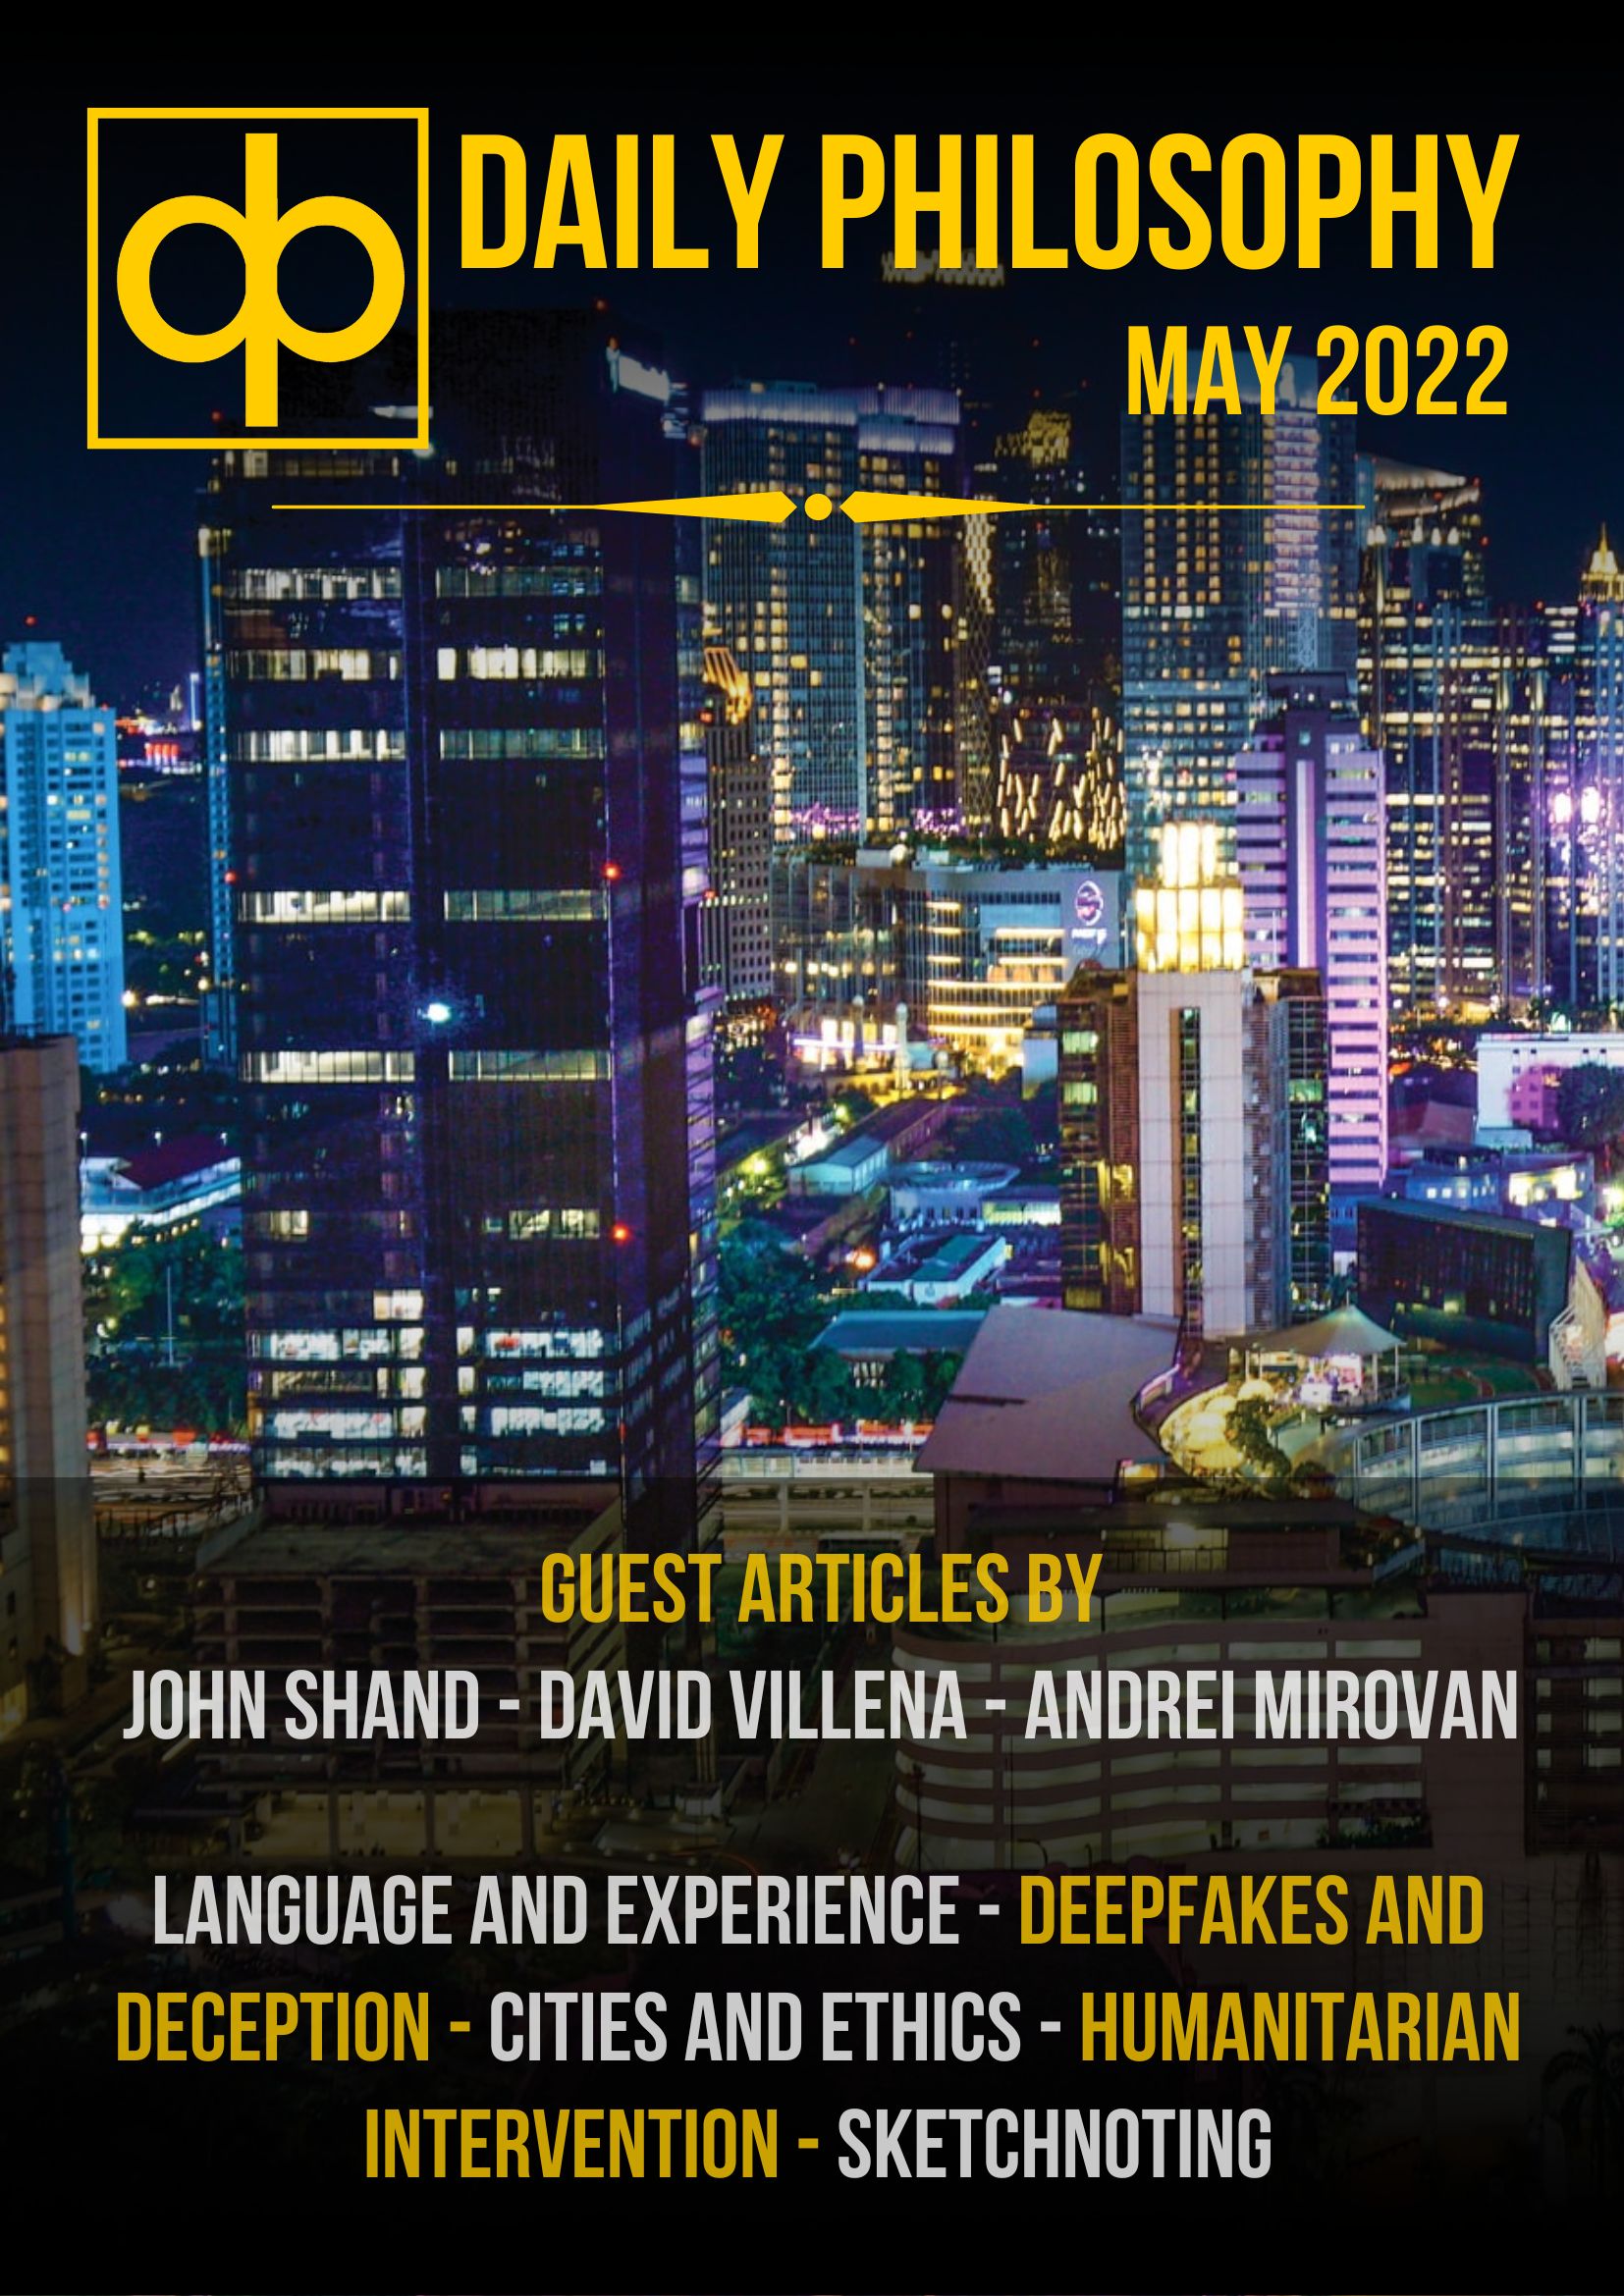 dp
DAILY PHILOSOPHY
MAY 2022
GUEST ARTICLES BY
JOHN SHAND - DAVID VILLENA - ANDREI MIROVAN
LANGUAGE AND EXPERIENCE - DEEPFAKES AND
DECEPTION - CITIES AND ETHICS - HUMANITARIAN
INTERVENTION - SKETCHNOTING